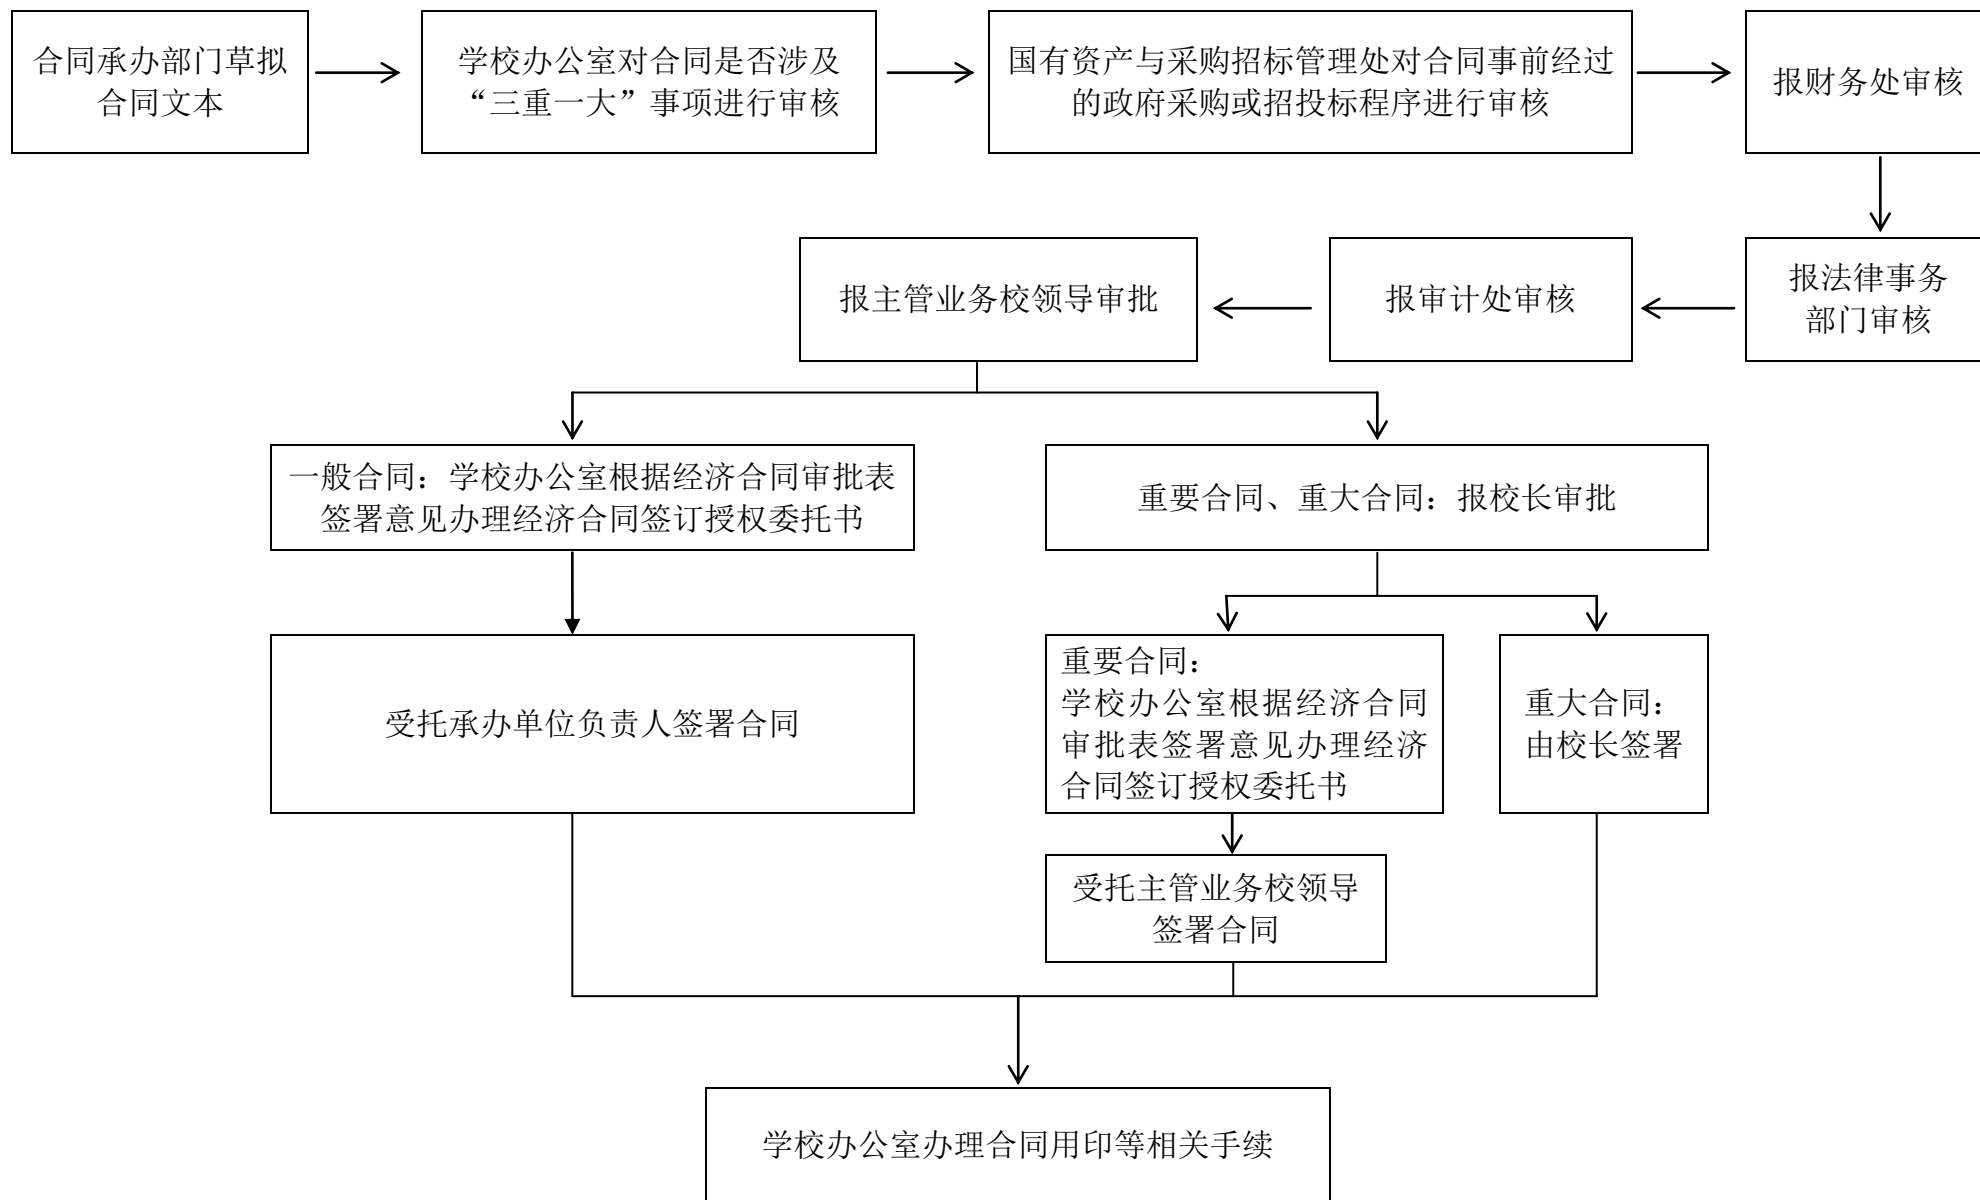 合同承办部门草拟
合同文本
学校办公室对合同是否涉及
“三重一大”事项进行审核
国有资产与采购招标管理处对合同事前经过
的政府采购或招投标程序进行审核
报财务处审核
报法律事务
部门审核
报审计处审核
报主管业务校领导审批
一般合同：学校办公室根据经济合同审批表
签署意见办理经济合同签订授权委托书
重要合同、重大合同：报校长审批
受托承办单位负责人签署合同
重要合同：
学校办公室根据经济合同
审批表签署意见办理经济
合同签订授权委托书
重大合同：
由校长签署
受托主管业务校领导
签署合同
学校办公室办理合同用印等相关手续